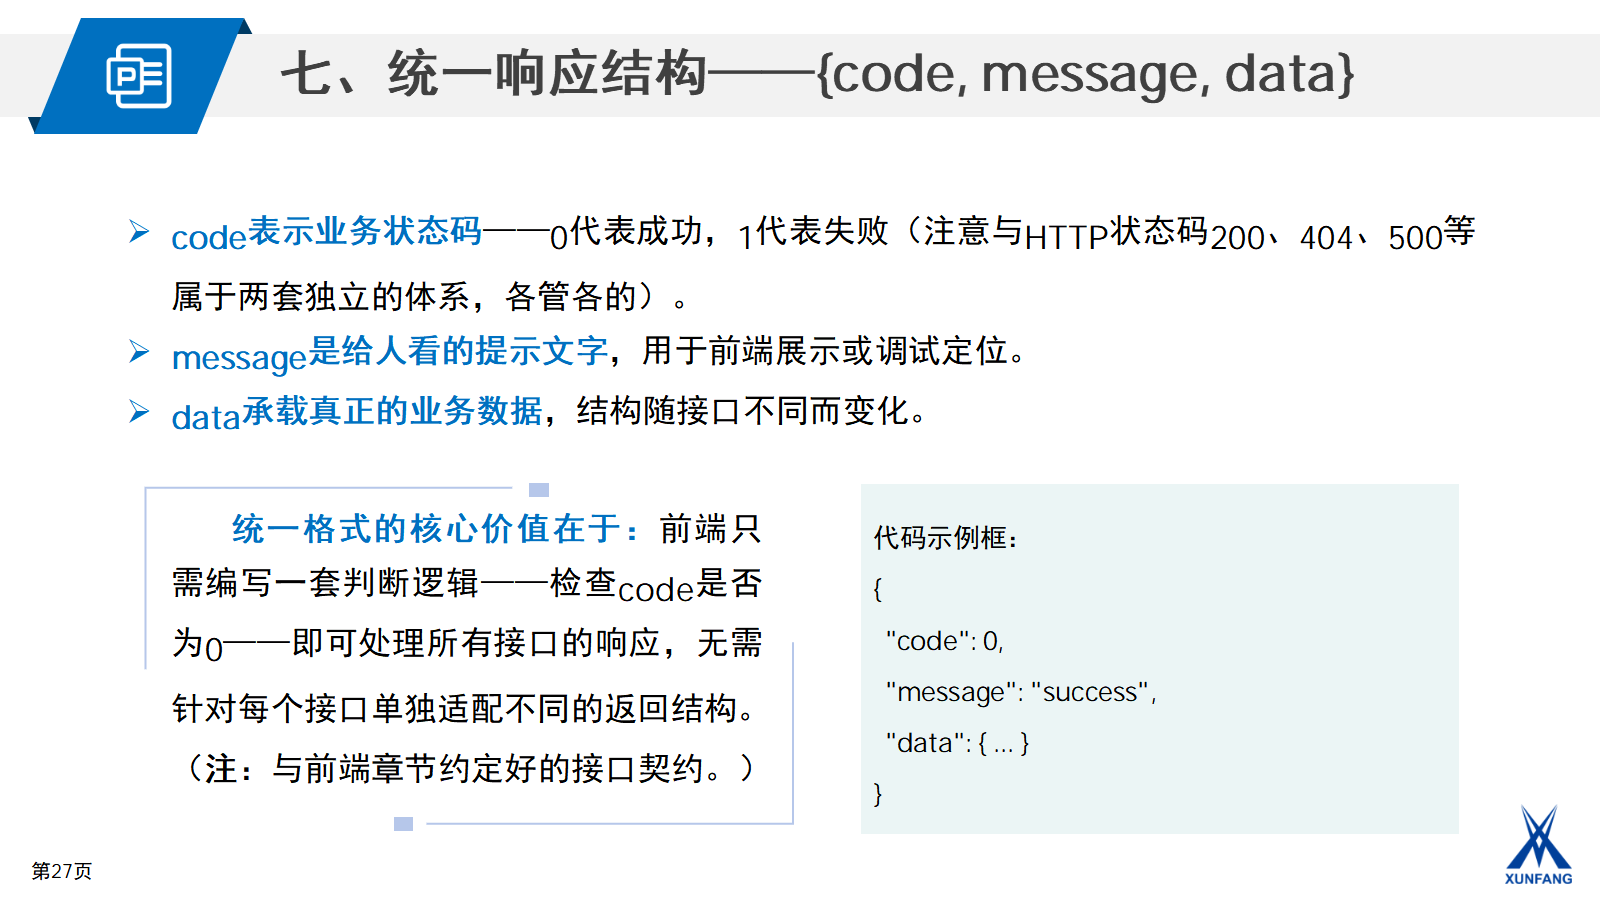 七、统一响应结构——{code, message, data}
code表示业务状态码——0代表成功，1代表失败（注意与HTTP状态码200、404、500等
属于两套独立的体系，各管各的）。
message是给人看的提示文字，用于前端展示或调试定位。
data承载真正的业务数据，结构随接口不同而变化。
统一格式的核心价值在于：前端只
需编写一套判断逻辑——检查code是否
为0——即可处理所有接口的响应，无需
针对每个接口单独适配不同的返回结构。
（注：与前端章节约定好的接口契约。）
代码示例框：
{
"code": 0,
"message": "success",
"data": { ... }
}
第27页
XUNFANG